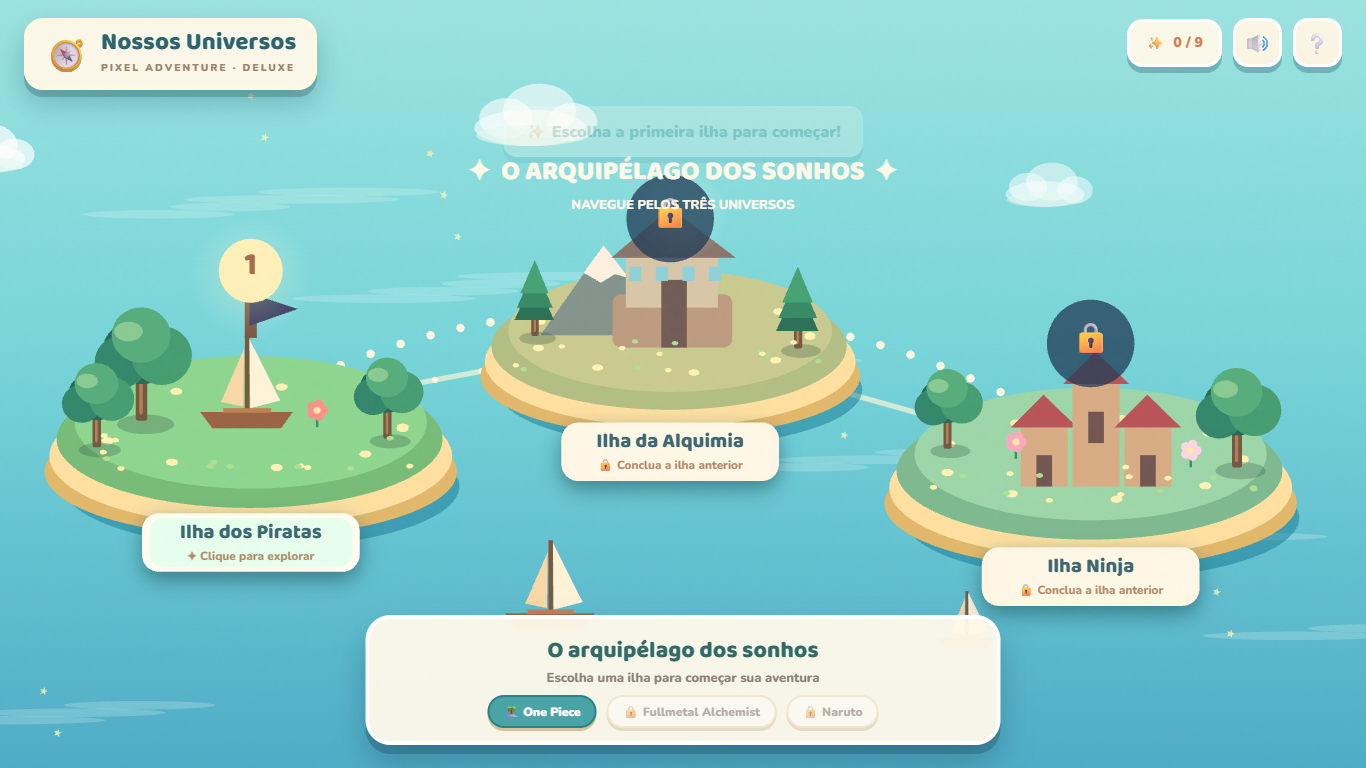 Nossos Universos
PIXEL ADVENTURE · DELUXE
0 / 9
?
Escolha a primeira ilha para começar!
✦ O ARQUIPÉLAGO DOS SONHOS ✦
NAVEGUE PELOS TRÊS UNIVERSOS
1
Ilha da Alquimia
Conclua a ilha anterior
Ilha dos Piratas
✦ Clique para explorar
Ilha Ninja
Conclua a ilha anterior
O arquipélago dos sonhos
Escolha uma ilha para começar sua aventura
One Piece
Fullmetal Alchemist
Naruto